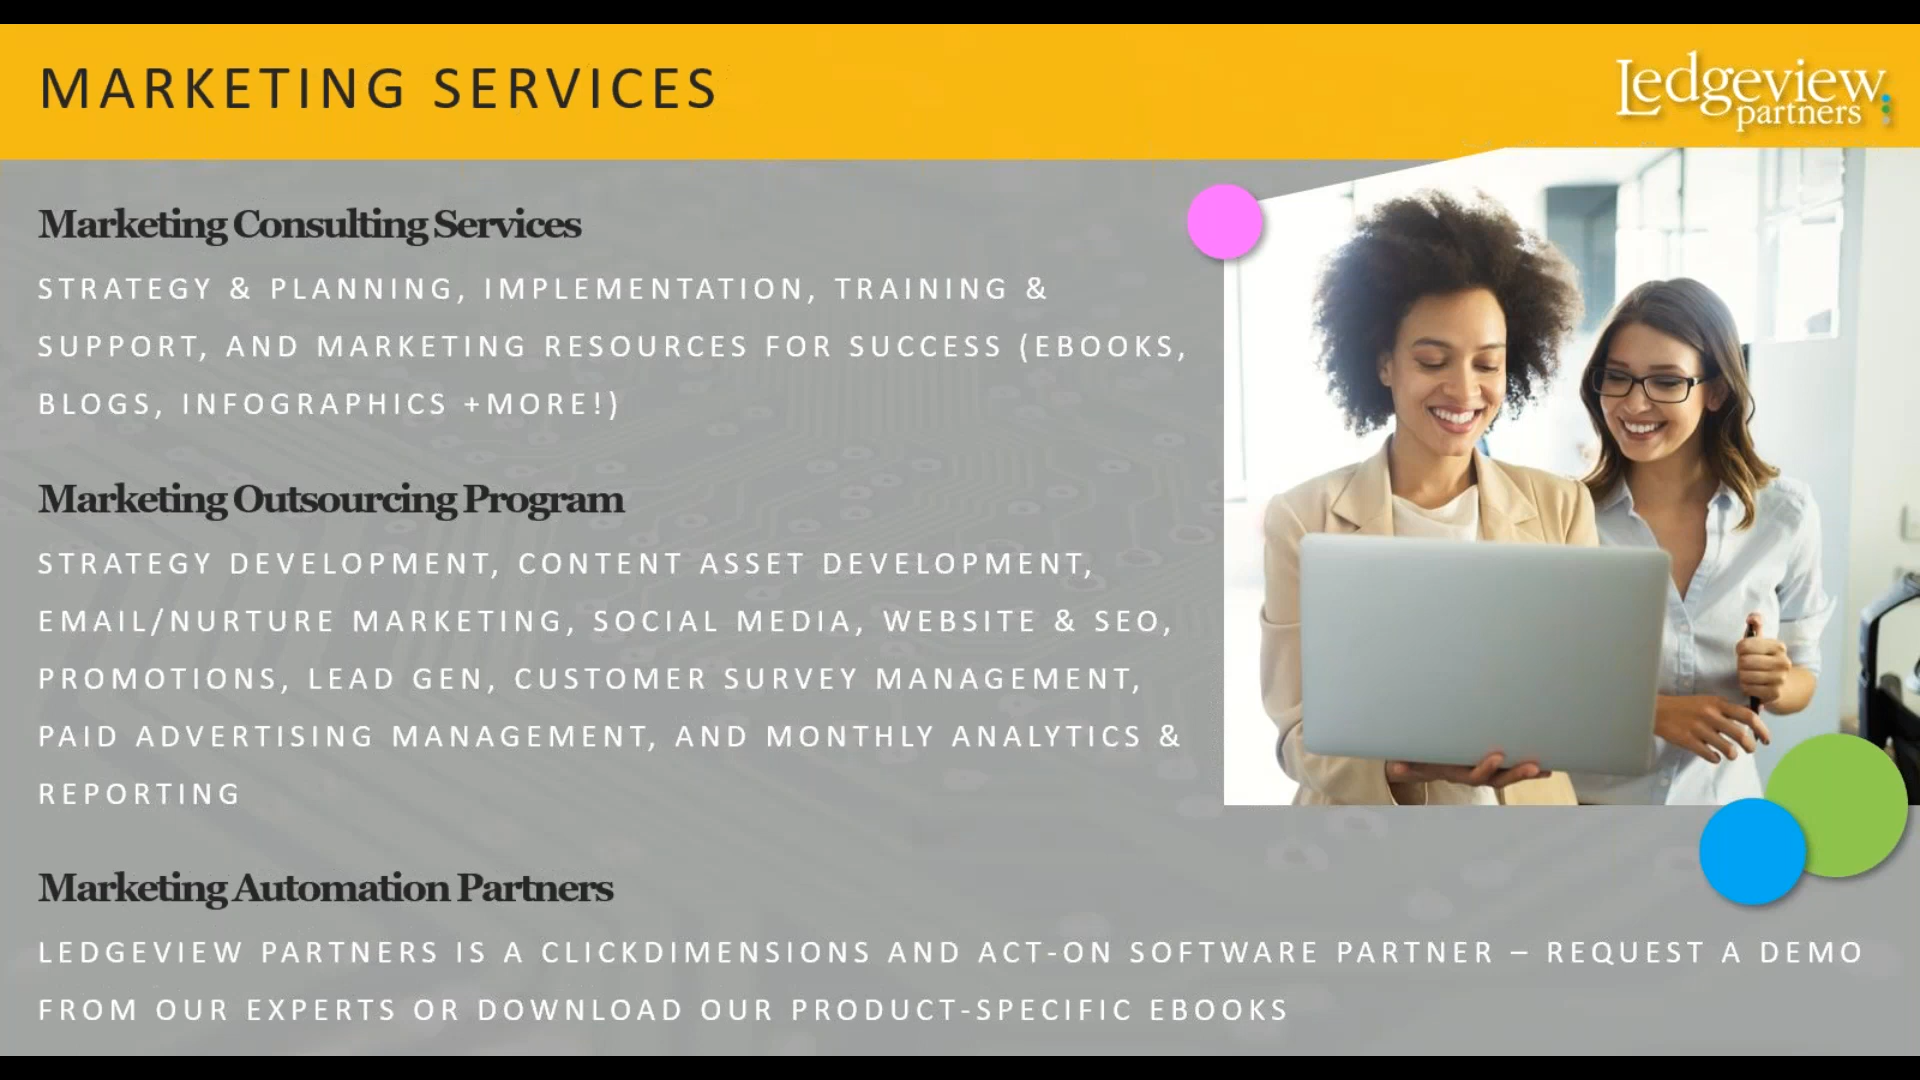 MARKETING SERVICES
Ledgeview
partners
Marketing Consulting Services
STRATEGY & PLANNING, IMPLEMENTATION, TRAINING &
SUPPORT, AND MARKETING RESOURCES FOR SUCCESS (EBOOKS,
BLOGS, INFOGRAPHICS +MORE!)
Marketing Outsourcing Program
STRATEGY DEVELOPMENT, CONTENT ASSET DEVELOPMENT,
EMAIL/NURTURE MARKETING, SOCIAL MEDIA, WEBSITE & SEO,
PROMOTIONS, LEAD GEN, CUSTOMER SURVEY MANAGEMENT,
PAID ADVERTISING MANAGEMENT, AND MONTHLY ANALYTICS &
REPORTING
Marketing Automation Partners
LEDGEVIEW PARTNERS IS A CLICKDIMENSIONS AND ACT-ON SOFTWARE PARTNER – REQUEST A DEMO
FROM OUR EXPERTS OR DOWNLOAD OUR PRODUCT-SPECIFIC EBOOKS